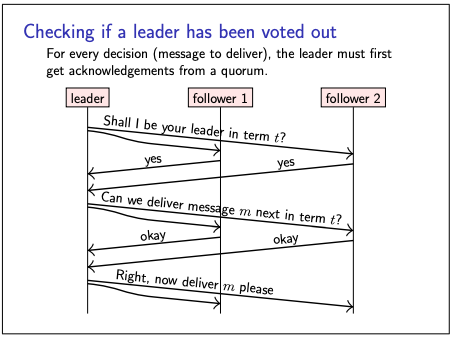 Checking if a leader has been voted out
For every decision (message to deliver), the leader must first
get acknowledgements from a quorum.
leader
follower 1
follower 2
Shall I be your leader in term t?
yes
yes
Can we deliver message m next in term t?
okay
okay
Right, now deliver m please